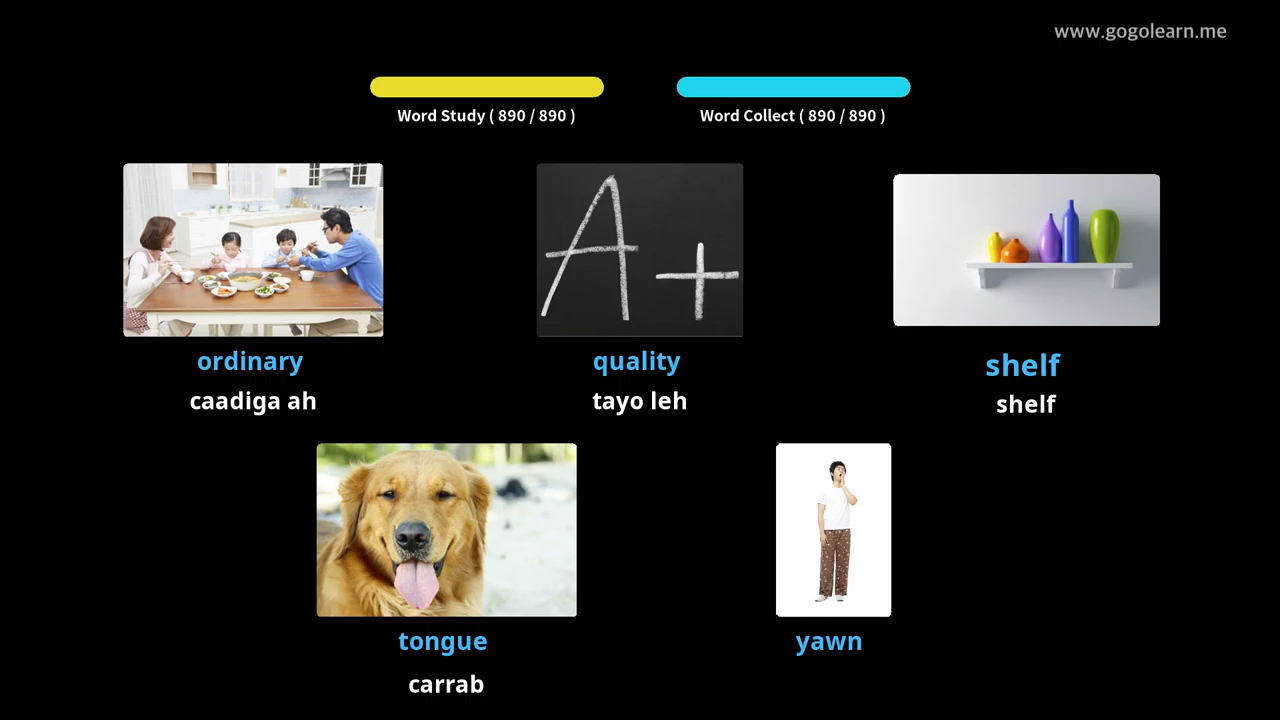 www.gogolearn.me
Word Study ( 890 / 890 )
Word Collect ( 890 / 890 )
A+
ordinary
caadiga ah
quality
tayo leh
shelf
shelf
tongue
carrab
yawn